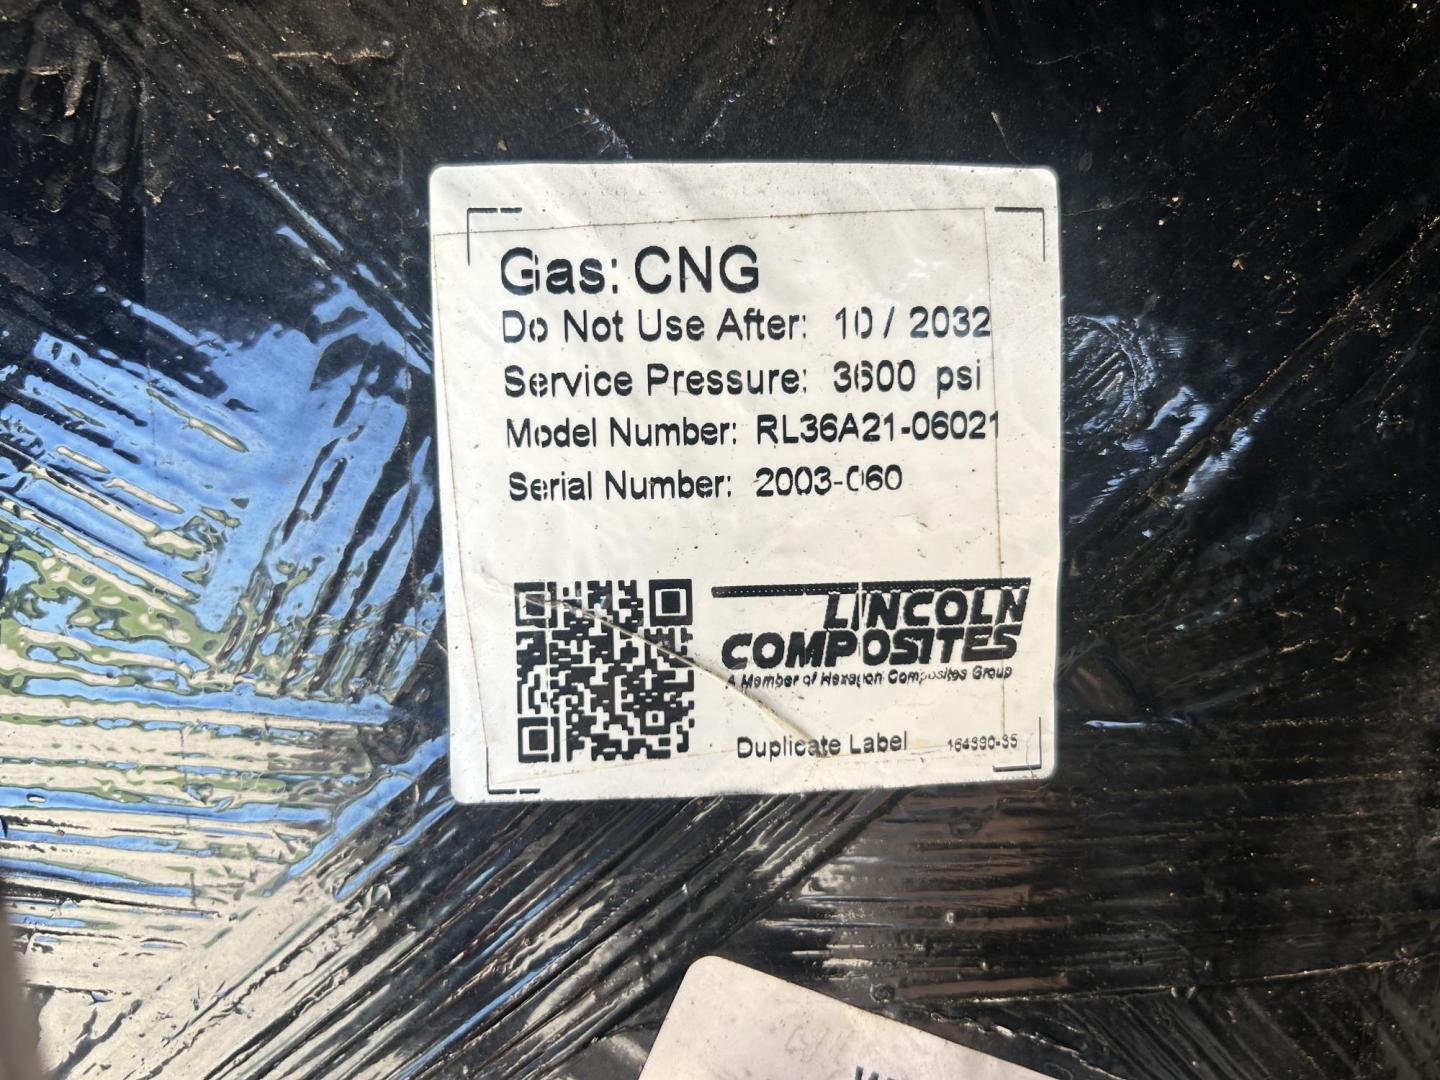 Gas: CNG
Do Not Use After: 10 / 2032
Service Pressure: 3600 psi
Model Number: RL36A21-06021
Serial Number: 2003-060
LINCOLN
COMPOSITES
A Member of Hexagon Composites Group
Duplicate Label 164390-35